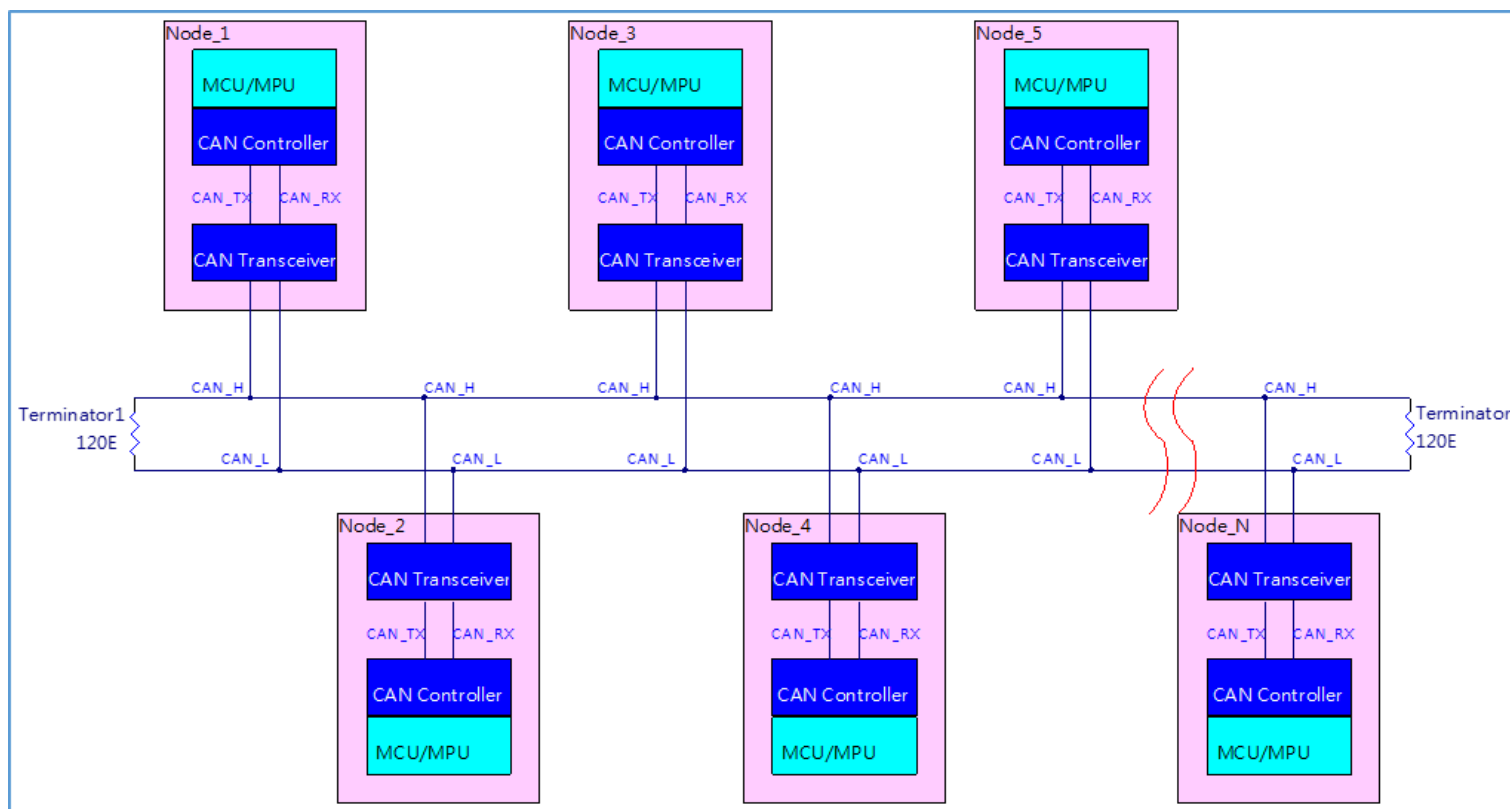 Node_1
MCU/MPU
CAN Controller
CAN_TX
CAN_RX
CAN Transceiver
Node_3
MCU/MPU
CAN Controller
CAN_TX
CAN_RX
CAN Transceiver
Node_5
MCU/MPU
CAN Controller
CAN_TX
CAN_RX
CAN Transceiver
CAN_H
CAN_H
CAN_H
CAN_H
CAN_H
CAN_H
Terminator1
120E
Terminator
120E
CAN_L
CAN_L
CAN_L
CAN_L
CAN_L
CAN_L
Node_2
CAN Transceiver
CAN_TX
CAN_RX
CAN Controller
MCU/MPU
Node_4
CAN Transceiver
CAN_TX
CAN_RX
CAN Controller
MCU/MPU
Node_N
CAN Transceiver
CAN_TX
CAN_RX
CAN Controller
MCU/MPU